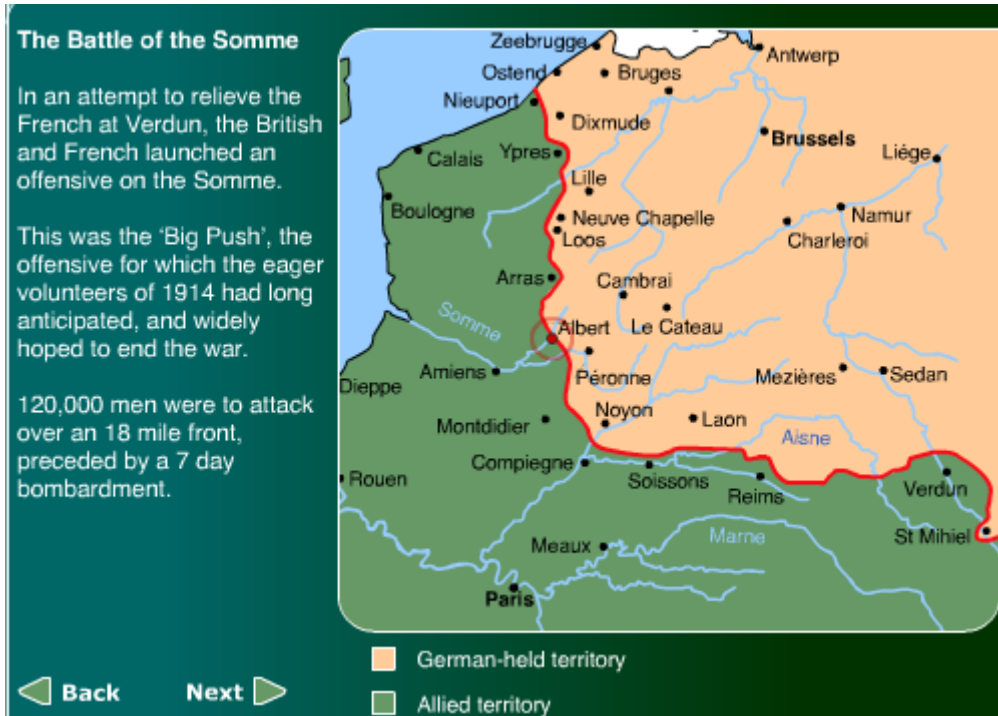 The Battle of the Somme
In an attempt to relieve the
French at Verdun, the British
and French launched an
offensive on the Somme.
This was the ‘Big Push’, the
offensive for which the eager
volunteers of 1914 had long
anticipated, and widely
hoped to end the war.
120,000 men were to attack
over an 18 mile front,
preceded by a 7 day
bombardment.
Back
Next
Zeebrugge
Antwerp
Ostend
Bruges
Nieuport
Dixmude
Brussels
Calais
Ypres
Liége
Lille
Boulogne
Neuve Chapelle
Namur
Loos
Charleroi
Arras
Cambrai
Somme
Albert
Le Cateau
Amiens
Péronne
Mezières
Sedan
Dieppe
Noyon
Laon
Montdidier
Aisne
Compiegne
Soissons
Rouen
Reims
Verdun
St Mihiel
Meaux
Marne
Paris
German-held territory
Allied territory